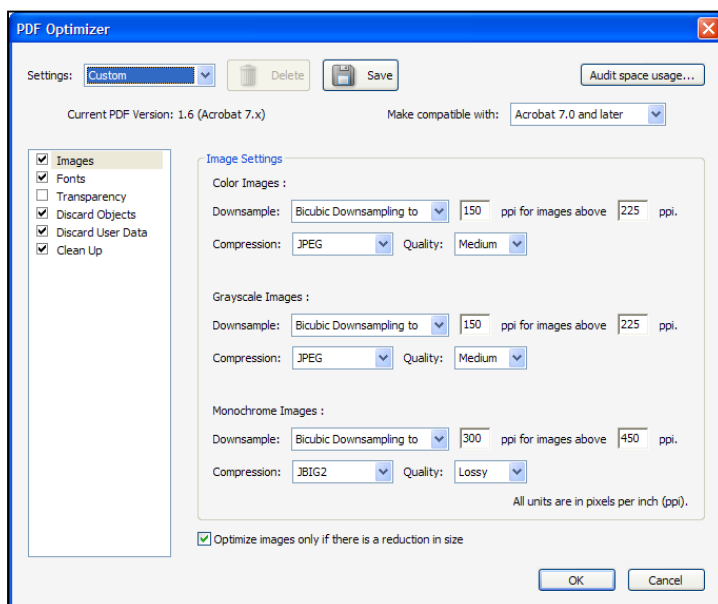 PDF Optimizer
Settings: Custom Delete Save Audit space usage...
Current PDF Version: 1.6 (Acrobat 7.x) Make compatible with: Acrobat 7.0 and later
Images
Fonts
Transparency
Discard Objects
Discard User Data
Clean Up
Image Settings
Color Images :
Downsample: Bicubic Downsampling to 150 ppi for images above 225 ppi.
Compression: JPEG Quality: Medium
Grayscale Images :
Downsample: Bicubic Downsampling to 150 ppi for images above 225 ppi.
Compression: JPEG Quality: Medium
Monochrome Images :
Downsample: Bicubic Downsampling to 300 ppi for images above 450 ppi.
Compression: JBIG2 Quality: Lossy
All units are in pixels per inch (ppi).
Optimize images only if there is a reduction in size
OK Cancel